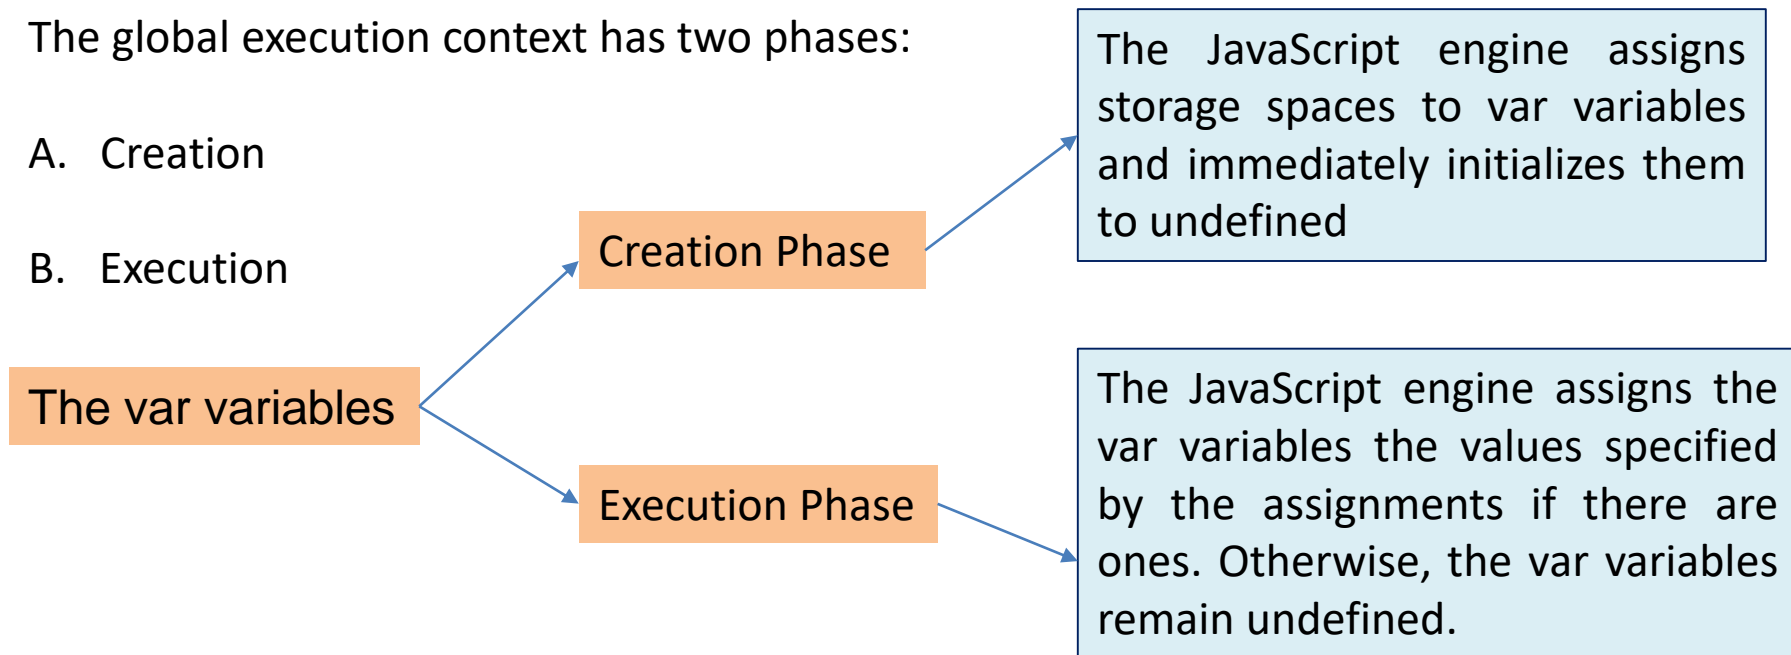 The global execution context has two phases:
A. Creation
B. Execution
The var variables
Creation Phase
The JavaScript engine assigns
storage spaces to var variables
and immediately initializes them
to undefined
Execution Phase
The JavaScript engine assigns the
var variables the values specified
by the assignments if there are
ones. Otherwise, the var variables
remain undefined.